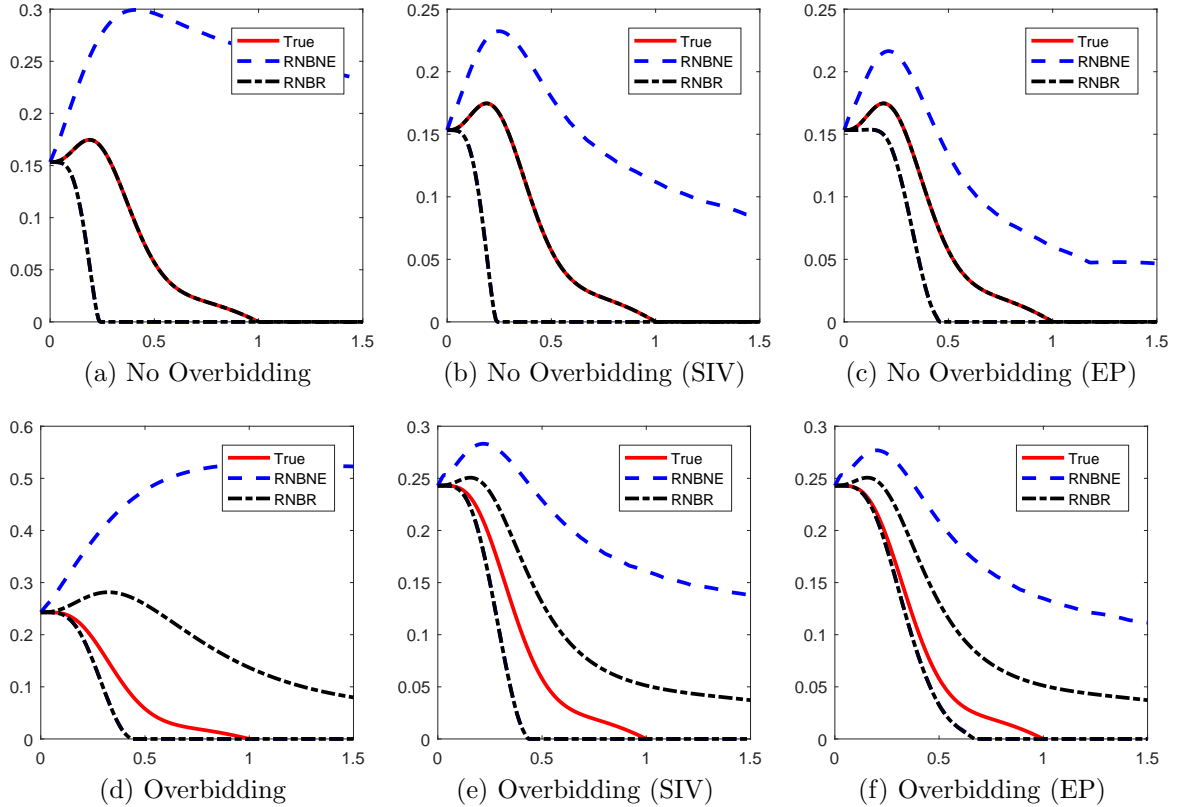 0.3
0.25
0.2
0.15
0.1
0.05
0
0 0.5 1 1.5
True
RNBNE
RNBR
(a) No Overbidding
0.25
0.2
0.15
0.1
0.05
0
0 0.5 1 1.5
True
RNBNE
RNBR
(b) No Overbidding (SIV)
0.25
0.2
0.15
0.1
0.05
0
0 0.5 1 1.5
True
RNBNE
RNBR
(c) No Overbidding (EP)
0.6
0.5
0.4
0.3
0.2
0.1
0
0 0.5 1 1.5
True
RNBNE
RNBR
(d) Overbidding
0.3
0.25
0.2
0.15
0.1
0.05
0
0 0.5 1 1.5
True
RNBNE
RNBR
(e) Overbidding (SIV)
0.3
0.25
0.2
0.15
0.1
0.05
0
0 0.5 1 1.5
True
RNBNE
RNBR
(f) Overbidding (EP)